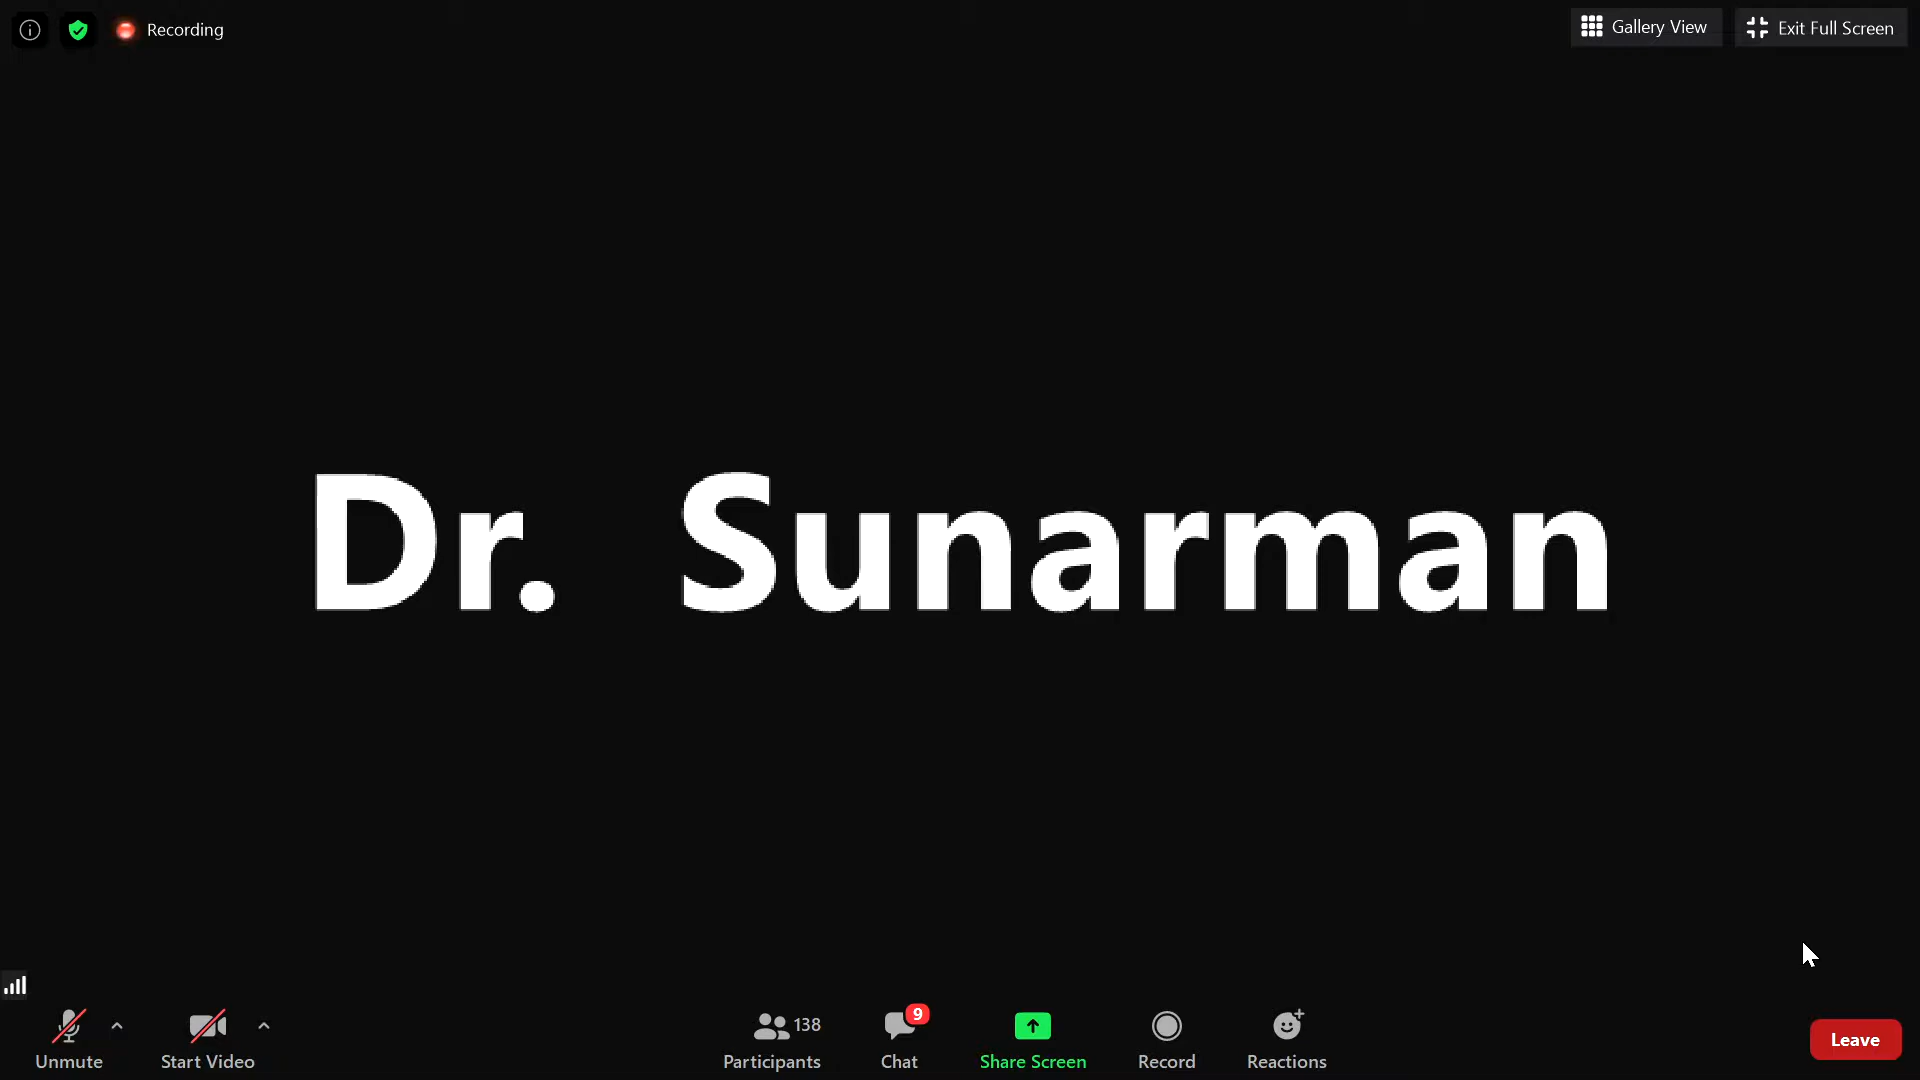 Recording
Gallery View
Exit Full Screen
Dr. Sunarman
Unmute
Start Video
138
Participants
9
Chat
Share Screen
Record
Reactions
Leave